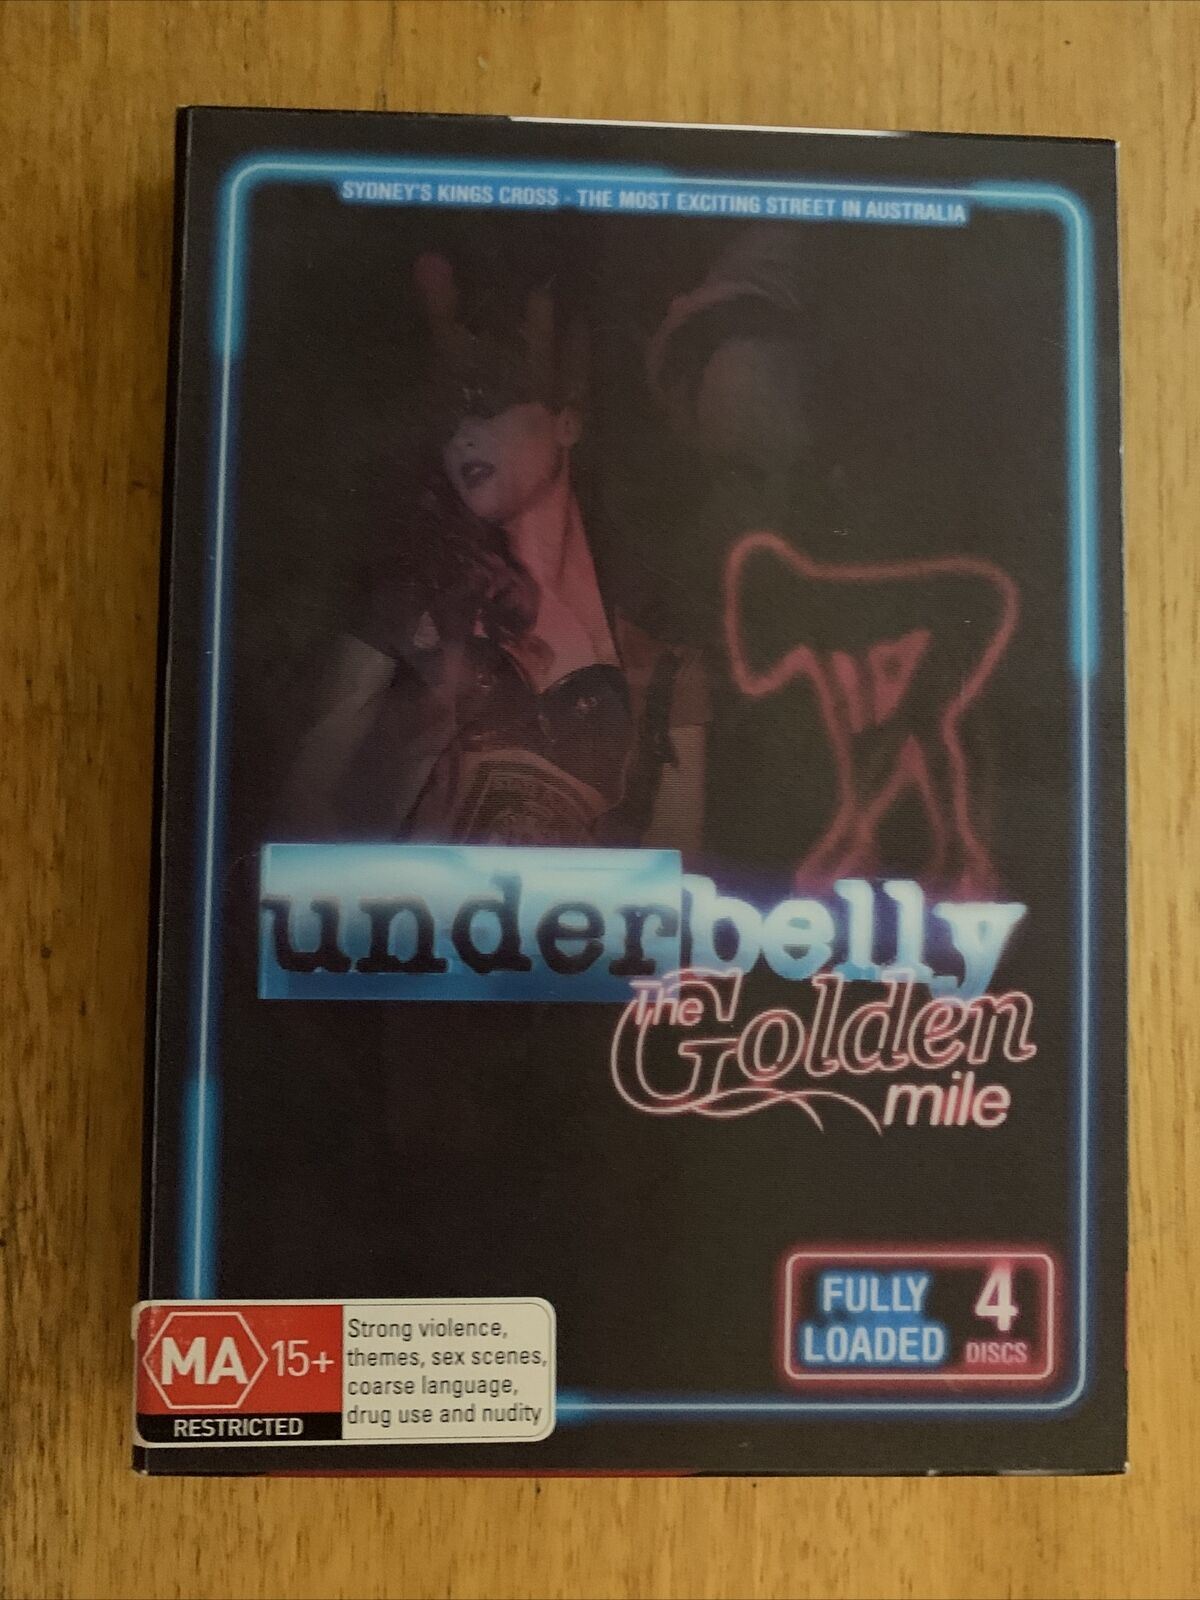 SYDNEY'S KINGS CROSS - THE MOST EXCITING STREET IN AUSTRALIA
underbelly
The Golden
mile
FULLY
LOADED
4
DISCS
MA 15+
RESTRICTED
Strong violence,
themes, sex scenes,
coarse language,
drug use and nudity